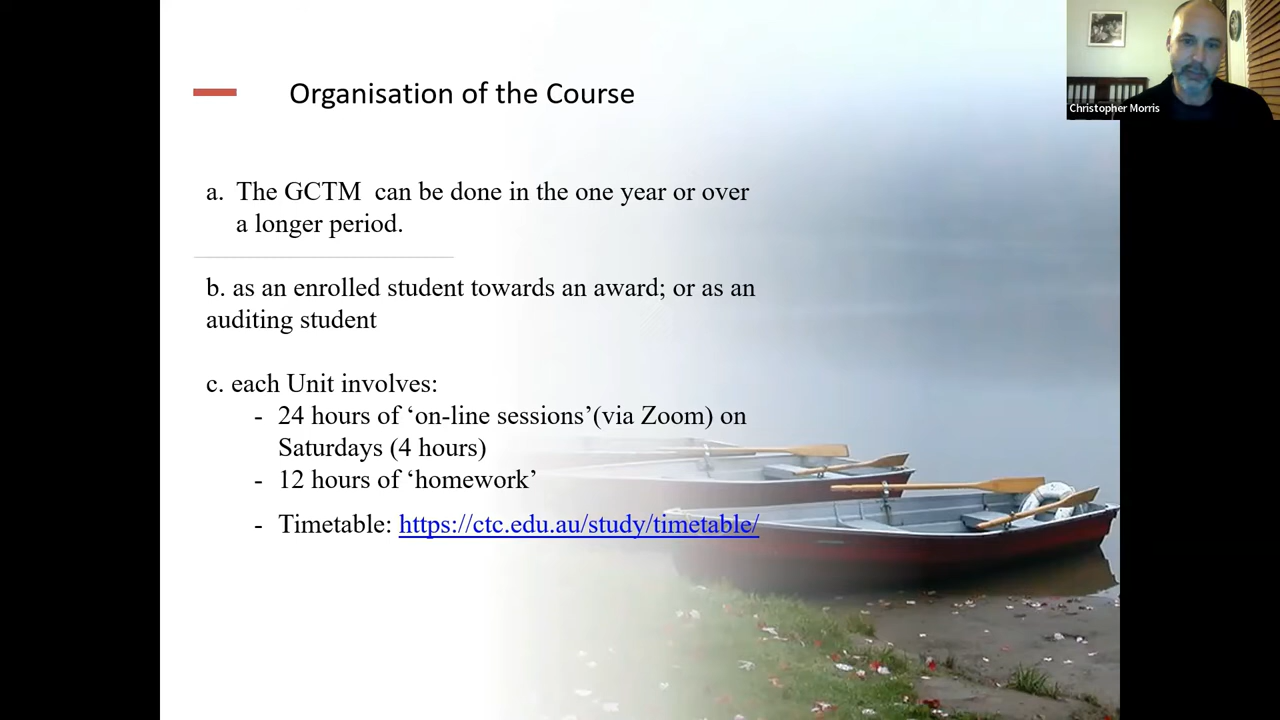 Organisation of the Course
Christopher Morris
a. The GCTM can be done in the one year or over
a longer period.
b. as an enrolled student towards an award; or as an
auditing student
c. each Unit involves:
- 24 hours of ‘on-line sessions’(via Zoom) on
Saturdays (4 hours)
- 12 hours of ‘homework’
- Timetable: https://ctc.edu.au/study/timetable/